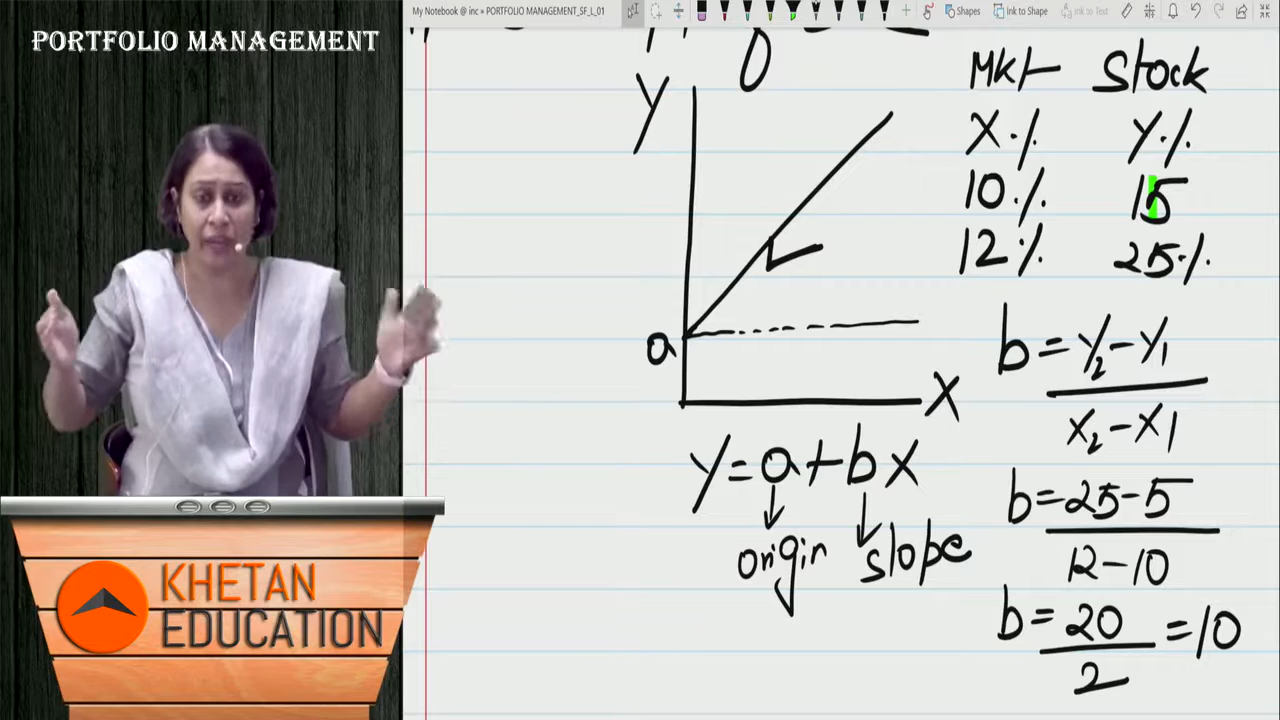 My Notebook @ inc » PORTFOLIO MANAGEMENT_SF_L_01
Shapes
Ink to Shape
Ink to Text
PORTFOLIO MANAGEMENT
Mkt Stock
X% Y%
10% 15
12% 25%
Y
a
X
Y=a+bX
origin
slope
b=Y2-Y1
X2-X1
b=25-5
12-10
b=20
2
=10
KHETAN
EDUCATION